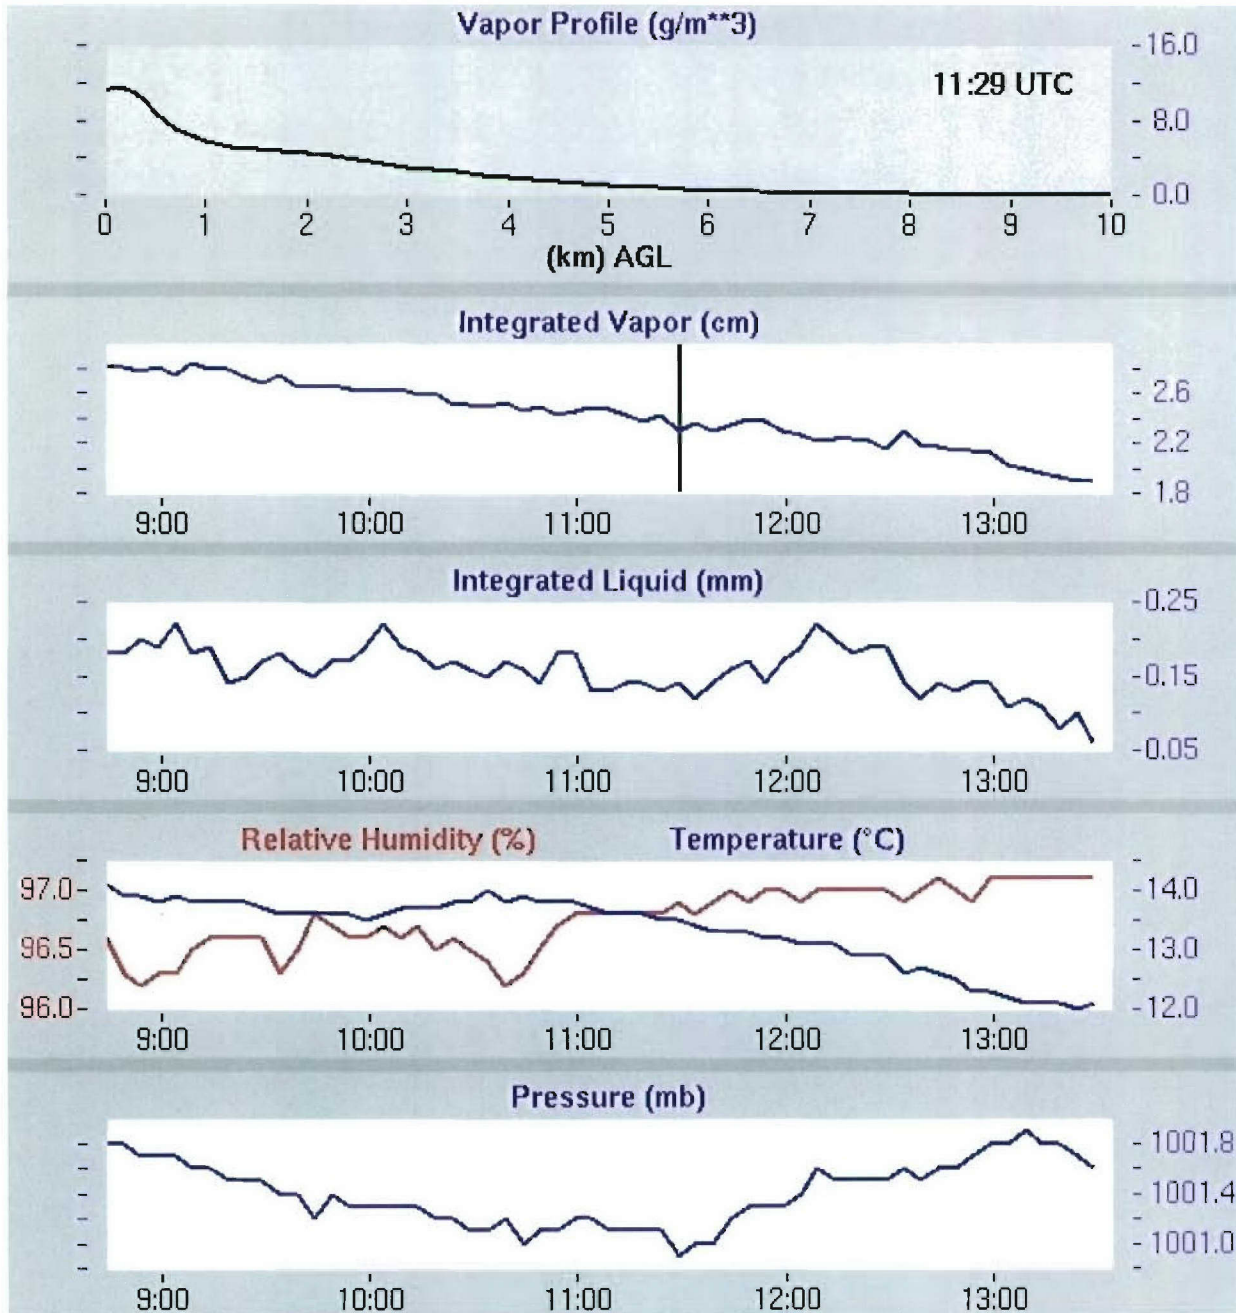 Vapor Profile (g/m**3)
-16.0
11:29 UTC
- 8.0
- 0.0
0 1 2 3 4 5 6 7 8 9 10
(km) AGL
Integrated Vapor (cm)
- 2.6
- 2.2
- 1.8
9:00 10:00 11:00 12:00 13:00
Integrated Liquid (mm)
-0.25
-0.15
-0.05
9:00 10:00 11:00 12:00 13:00
Relative Humidity (%) Temperature (°C)
97.0- -14.0
96.5- -13.0
96.0- -12.0
9:00 10:00 11:00 12:00 13:00
Pressure (mb)
- 1001.8
- 1001.4
- 1001.0
9:00 10:00 11:00 12:00 13:00